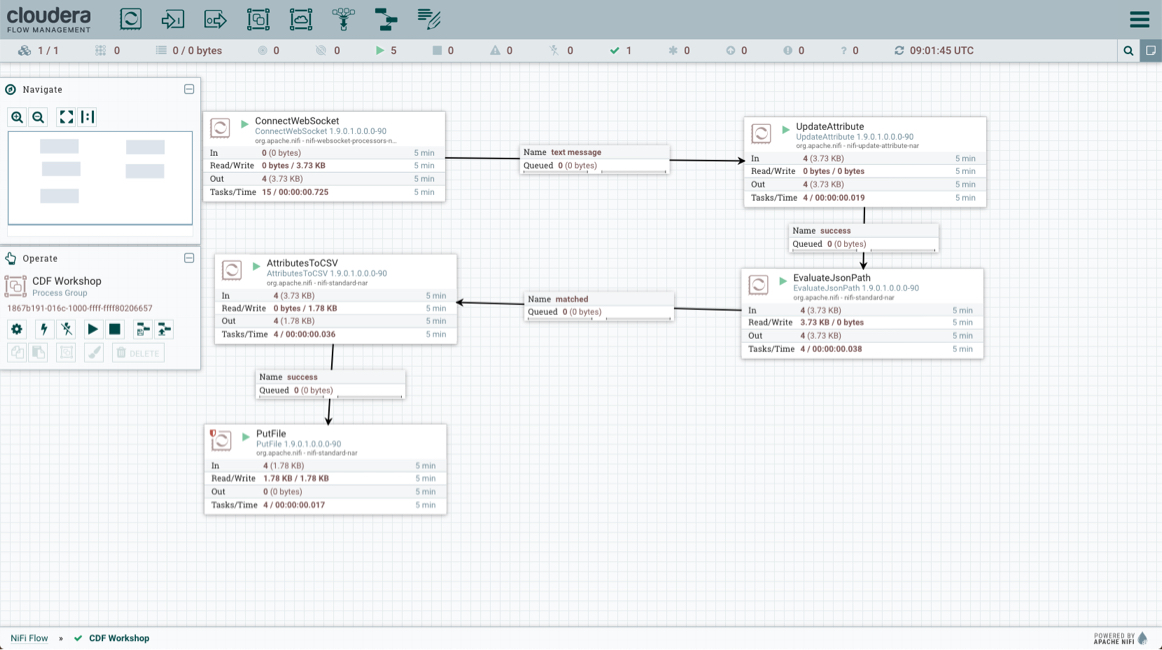 cloudera
FLOW MANAGEMENT
1 / 1 0 0 / 0 bytes 0 0 5 0 0 0 1 0 0 0 ? 0 09:01:45 UTC
Navigate
Operate
CDF Workshop
Process Group
1867b191-016c-1000-ffff-ffff80206657
DELETE
ConnectWebSocket
ConnectWebSocket 1.9.0.1.0.0.0-90
org.apache.nifi - nifi-websocket-processors-n...
In 0 (0 bytes) 5 min
Read/Write 0 bytes / 3.73 KB 5 min
Out 4 (3.73 KB) 5 min
Tasks/Time 15 / 00:00:00.725 5 min
Name text message
Queued 0 (0 bytes)
UpdateAttribute
UpdateAttribute 1.9.0.1.0.0.0-90
org.apache.nifi - nifi-update-attribute-nar
In 4 (3.73 KB) 5 min
Read/Write 0 bytes / 0 bytes 5 min
Out 4 (3.73 KB) 5 min
Tasks/Time 4 / 00:00:00.019 5 min
Name success
Queued 0 (0 bytes)
EvaluateJsonPath
EvaluateJsonPath 1.9.0.1.0.0.0-90
org.apache.nifi - nifi-standard-nar
In 4 (3.73 KB) 5 min
Read/Write 3.73 KB / 0 bytes 5 min
Out 4 (3.73 KB) 5 min
Tasks/Time 4 / 00:00:00.038 5 min
Name matched
Queued 0 (0 bytes)
AttributesToCSV
AttributesToCSV 1.9.0.1.0.0.0-90
org.apache.nifi - nifi-standard-nar
In 4 (3.73 KB) 5 min
Read/Write 0 bytes / 1.78 KB 5 min
Out 4 (1.78 KB) 5 min
Tasks/Time 4 / 00:00:00.036 5 min
Name success
Queued 0 (0 bytes)
PutFile
PutFile 1.9.0.1.0.0.0-90
org.apache.nifi - nifi-standard-nar
In 4 (1.78 KB) 5 min
Read/Write 1.78 KB / 1.78 KB 5 min
Out 0 (0 bytes) 5 min
Tasks/Time 4 / 00:00:00.017 5 min
NiFi Flow » CDF Workshop
POWERED BY
APACHE NIFI